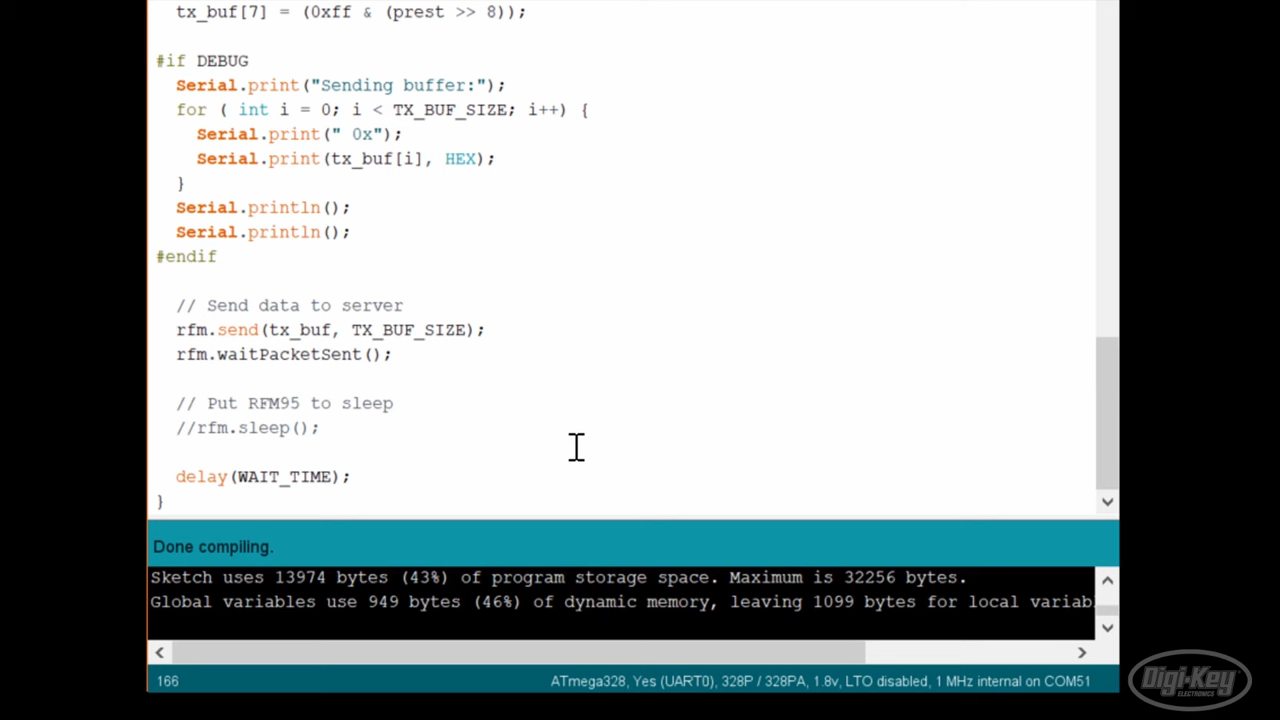 tx_buf[7] = (0xff & (prest >> 8));
#if DEBUG
Serial.print("Sending buffer:");
for ( int i = 0; i < TX_BUF_SIZE; i++) {
Serial.print(" 0x");
Serial.print(tx_buf[i], HEX);
}
Serial.println();
Serial.println();
#endif
// Send data to server
rfm.send(tx_buf, TX_BUF_SIZE);
rfm.waitPacketSent();
// Put RFM95 to sleep
//rfm.sleep();
delay(WAIT_TIME);
}
Done compiling.
Sketch uses 13974 bytes (43%) of program storage space. Maximum is 32256 bytes.
Global variables use 949 bytes (46%) of dynamic memory, leaving 1099 bytes for local variab
166
ATmega328, Yes (UART0), 328P / 328PA, 1.8v, LTO disabled, 1 MHz internal on COM51
Digi-Key
ELECTRONICS